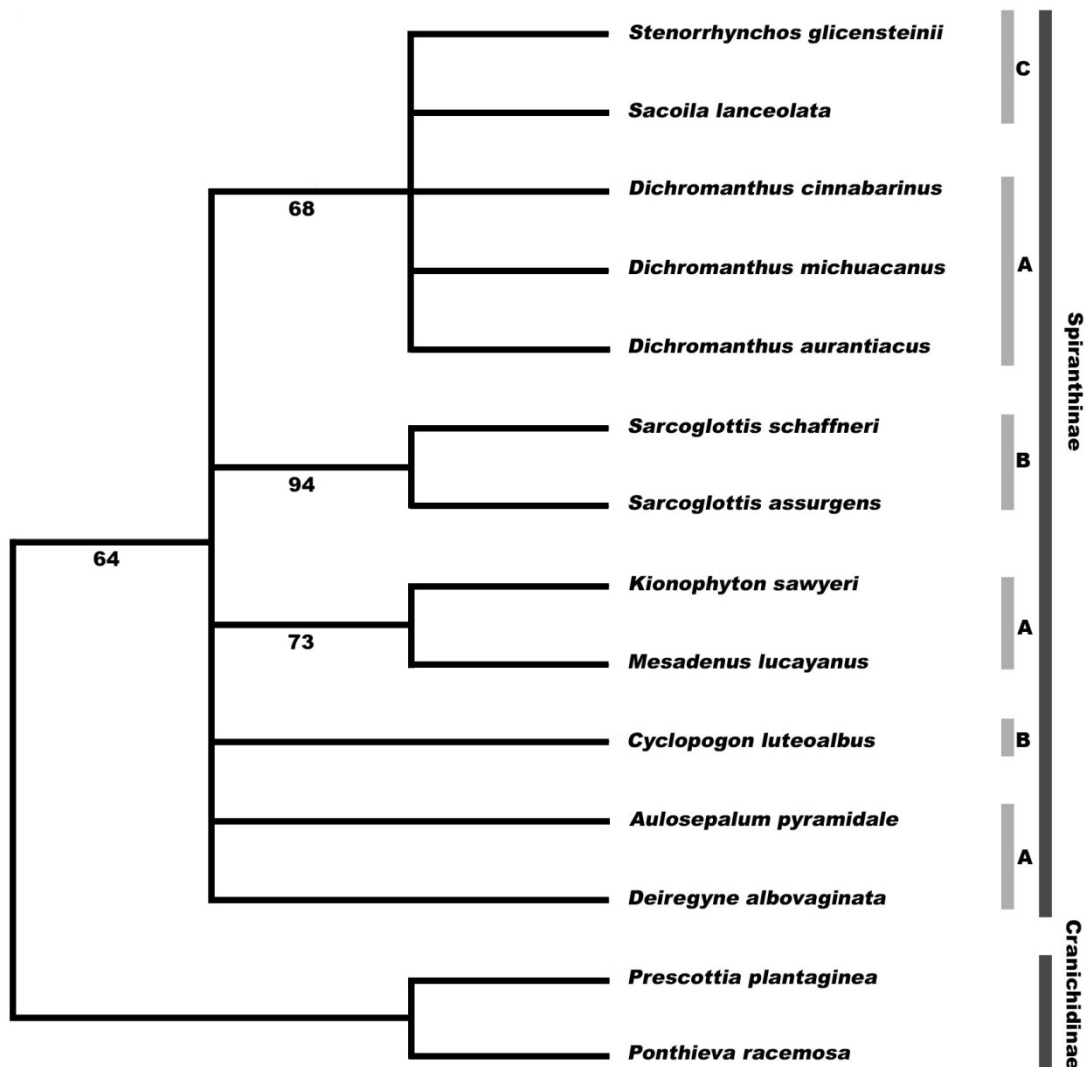 Stenorrhynchos glicensteinii
C
Sacoila lanceolata
Dichromanthus cinnabarinus
68
Dichromanthus michuacanus
A
Dichromanthus aurantiacus
Spiranthinae
Sarcoglottis schaffneri
B
94
Sarcoglottis assurgens
64
Kionophyton sawyeri
A
73
Mesadenus lucayanus
Cyclopogon luteoalbus
B
Aulosepalum pyramidale
A
Deiregyne albovaginata
Cranichidinae
Prescottia plantaginea
Ponthieva racemosa